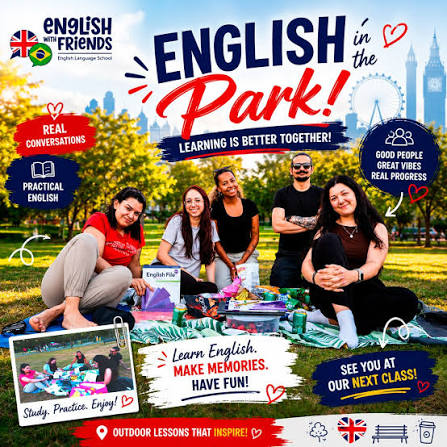 English
with
Friends
English Language School
ENGLISH
in
the
Park!
LEARNING IS BETTER TOGETHER!
REAL
CONVERSATIONS
PRACTICAL
ENGLISH
GOOD PEOPLE
GREAT VIBES
REAL PROGRESS
English File
Learn English.
MAKE MEMORIES.
HAVE FUN!
Study. Practice. Enjoy!
SEE YOU AT
OUR NEXT CLASS!
OUTDOOR LESSONS THAT INSPIRE!